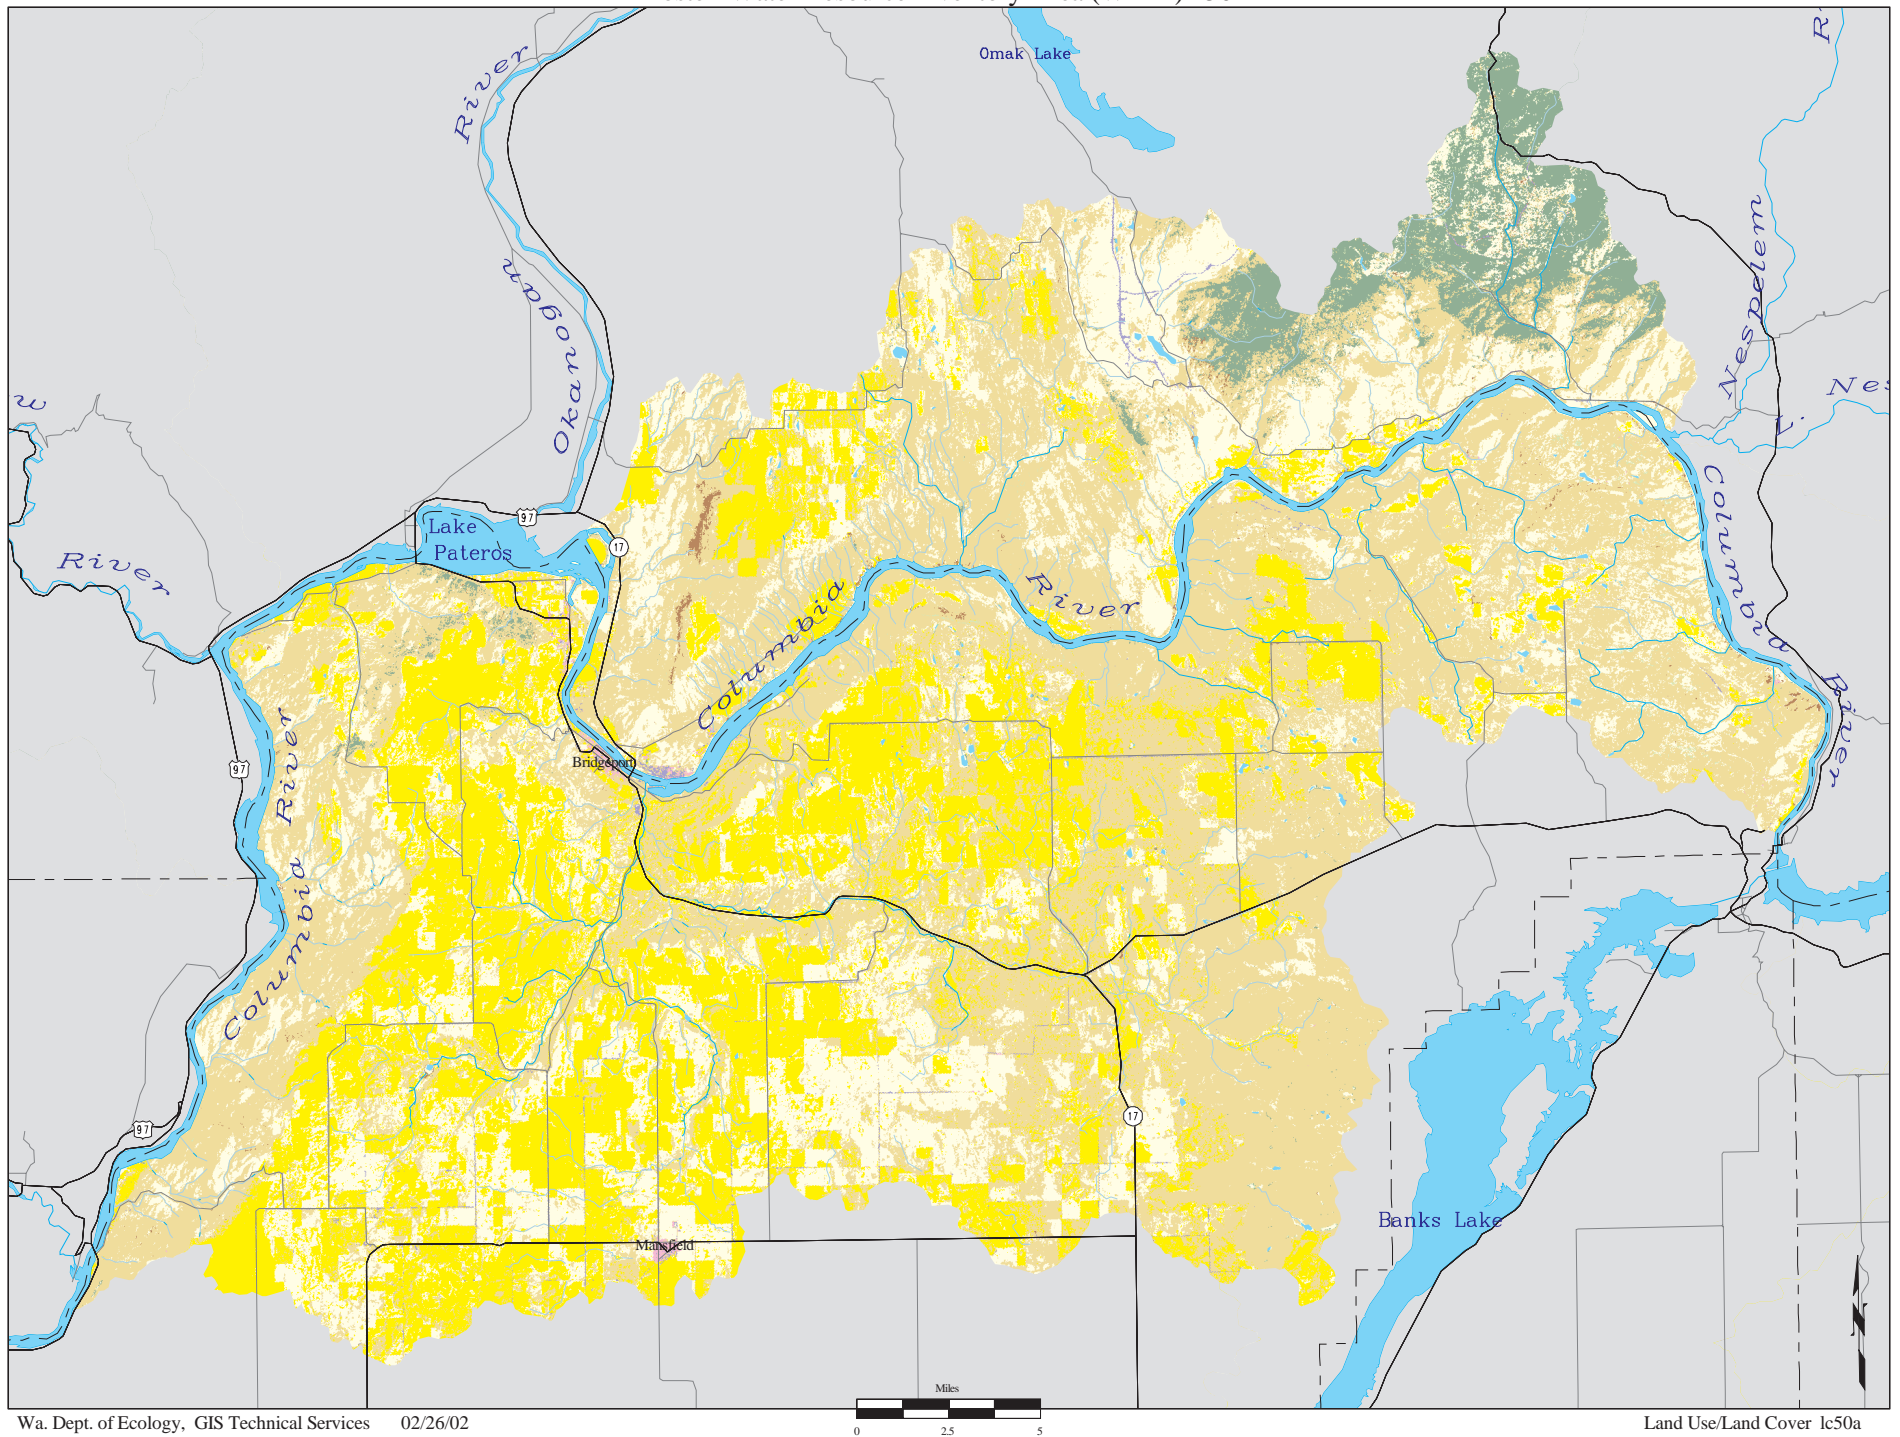 Omak Lake
River
R
Okanogan
Nespelem
Nes
w
R
Lake
Pateros
97
17
River
Columbia
River
Columbia
River
Bridgeport
97
River
Columbia
97
17
Banks Lake
Mansfield
Miles
0 2.5 5
Wa. Dept. of Ecology, GIS Technical Services 02/26/02
Land Use/Land Cover lc50a